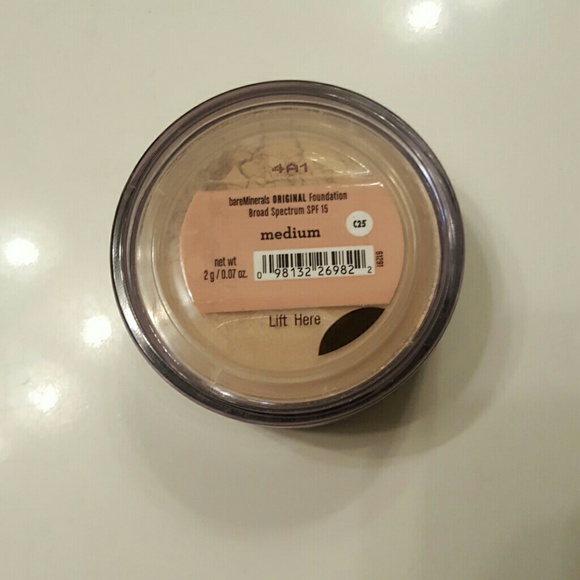 4A1
bareMinerals ORIGINAL Foundation
Broad Spectrum SPF 15
medium
C25
net wt
2 g / 0.07 oz.
0 98132 26982 2
61291
Lift Here